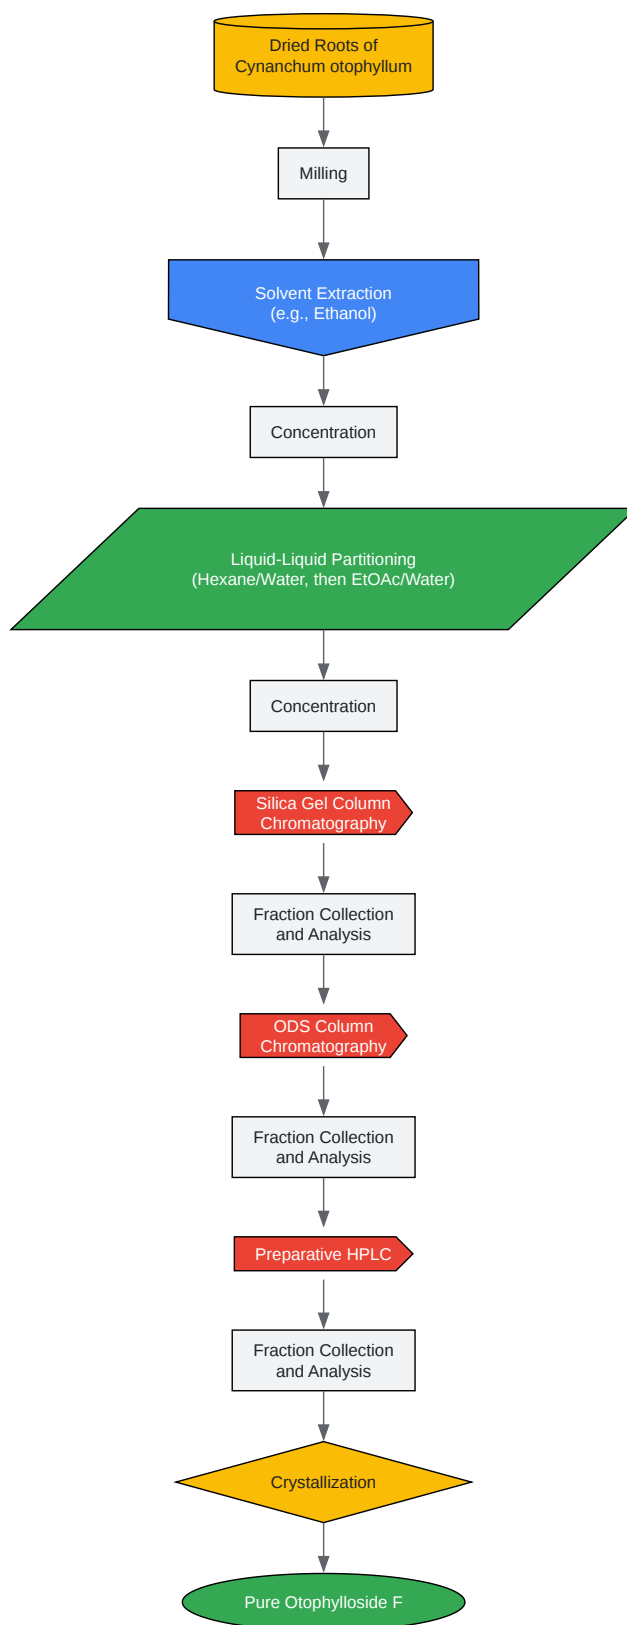 Dried Roots of
Cynanchum otophyllum
Milling
Solvent Extraction
(e.g., Ethanol)
Concentration
Liquid-Liquid Partitioning
(Hexane/Water, then EtOAc/Water)
Concentration
Silica Gel Column
Chromatography
Fraction Collection
and Analysis
ODS Column
Chromatography
Fraction Collection
and Analysis
Preparative HPLC
Fraction Collection
and Analysis
Crystallization
Pure Otophylloside F